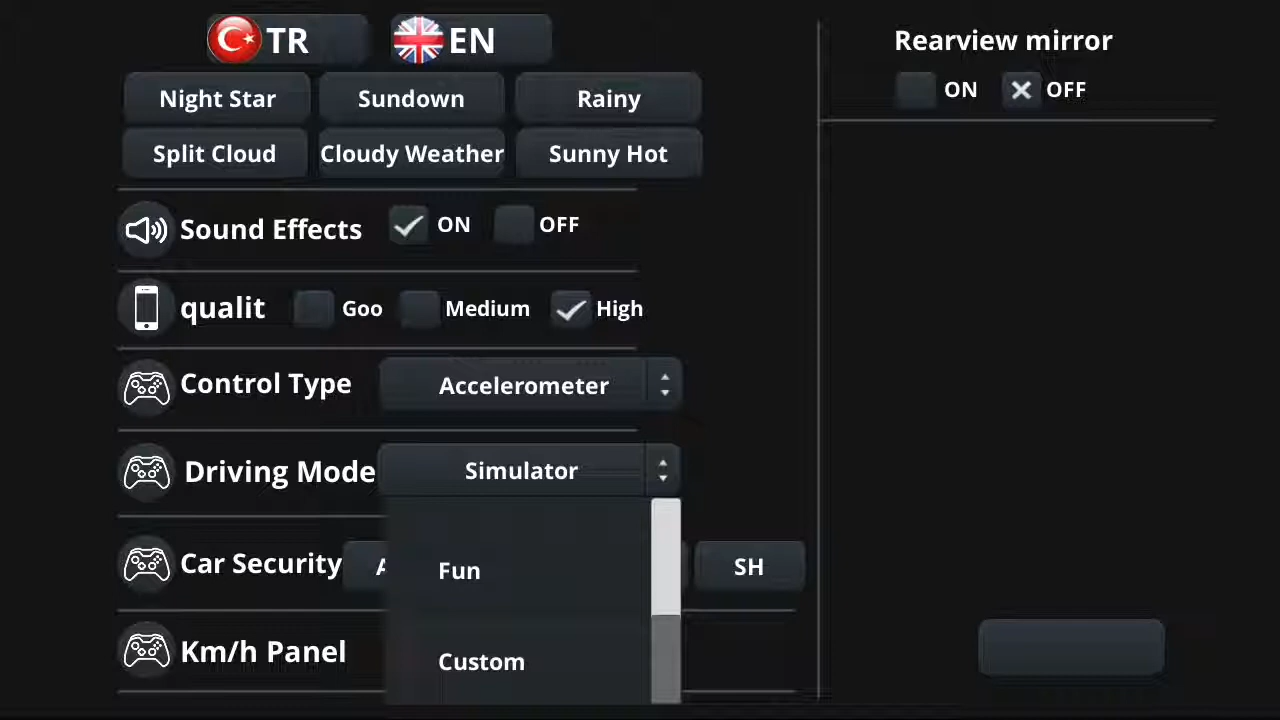 TR EN
Night Star Sundown Rainy
Split Cloud Cloudy Weather Sunny Hot
Sound Effects ON OFF
qualit Goo Medium High
Control Type Accelerometer
Driving Mode Simulator
Fun
Car Security SH
Custom
Km/h Panel
Rearview mirror
ON OFF